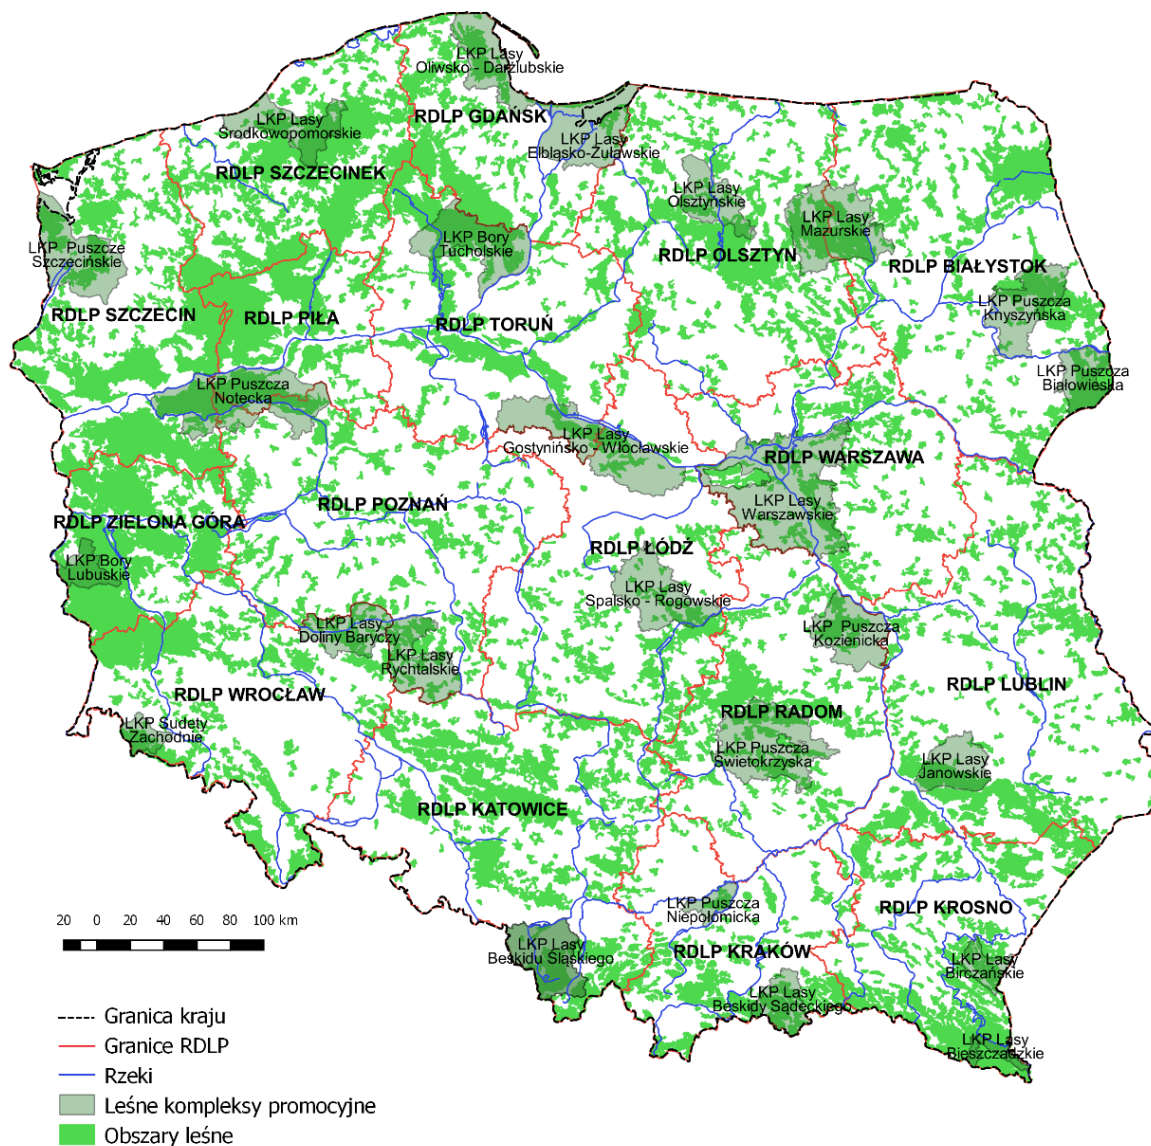 LKP Lasy
Oliwsko - Darżlubskie
RDLP GDAŃSK
LKP Lasy
Środkowopomorskie
LKP Lasy
Elbląsko-Żuławskie
RDLP SZCZECINEK
LKP Lasy
Olsztyńskie
LKP Lasy
Mazurskie
LKP Puszcze
Szczecińskie
LKP Bory
Tucholskie
RDLP OLSZTYN
RDLP BIAŁYSTOK
LKP Puszcza
Knyszyńska
RDLP SZCZECIN
RDLP PIŁA
RDLP TORUŃ
LKP Puszcza
Białowieska
LKP Puszcza
Notecka
LKP Lasy
Gostynińsko - Włocławskie
RDLP WARSZAWA
LKP Lasy
Warszawskie
RDLP POZNAŃ
RDLP ZIELONA GÓRA
RDLP ŁÓDŹ
LKP Bory
Lubuskie
LKP Lasy
Spalsko - Rogowskie
LKP Lasy
Doliny Baryczy
LKP Puszcza
Kozienicka
LKP Lasy
Rychtalskie
RDLP WROCŁAW
RDLP LUBLIN
RDLP RADOM
LKP Sudety
Zachodnie
LKP Puszcza
Świetokrzyska
LKP Lasy
Janowskie
RDLP KATOWICE
LKP Puszcza
Niepołomicka
RDLP KROSNO
LKP Lasy
Beskidu Śląskiego
RDLP KRAKÓW
LKP Lasy
Birczańskie
LKP Lasy
Beskidy Sądeckiego
LKP Lasy
Bieszczadzkie
20 0 20 40 60 80 100 km
Granica kraju
Granice RDLP
Rzeki
Leśne kompleksy promocyjne
Obszary leśne